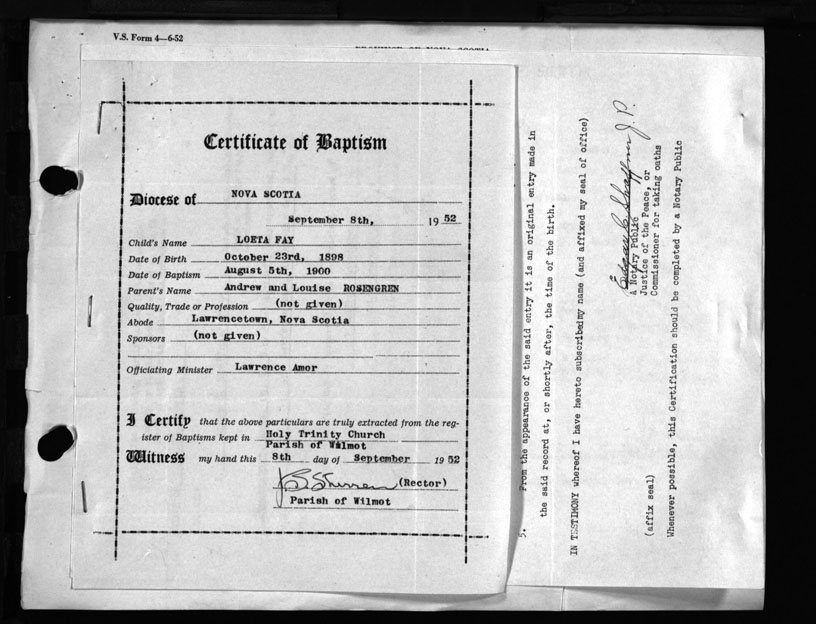 V.S. Form 4—6-52
Certificate of Baptism
Diocese of NOVA SCOTIA
September 8th, 19 52
Child's Name LOETA FAY
Date of Birth October 23rd, 1898
Date of Baptism August 5th, 1900
Parent's Name Andrew and Louise ROSENGREN
Quality, Trade or Profession (not given)
Abode Lawrencetown, Nova Scotia
Sponsors (not given)
Officiating Minister Lawrence Amor
I Certify that the above particulars are truly extracted from the reg-
ister of Baptisms kept in Holy Trinity Church
Parish of Wilmot
Witness my hand this 8th day of September 19 52
(Rector)
Parish of Wilmot
5. From the appearance of the said entry it is an original entry made in
the said record at, or shortly after, the time of the birth.
IN TESTIMONY whereof I have hereto subscribed my name (and affixed my seal of office)
J. P.
A Notary Public
Justice of the Peace, or
Commissioner for taking oaths
(affix seal)
Whenever possible, this Certification should be completed by a Notary Public